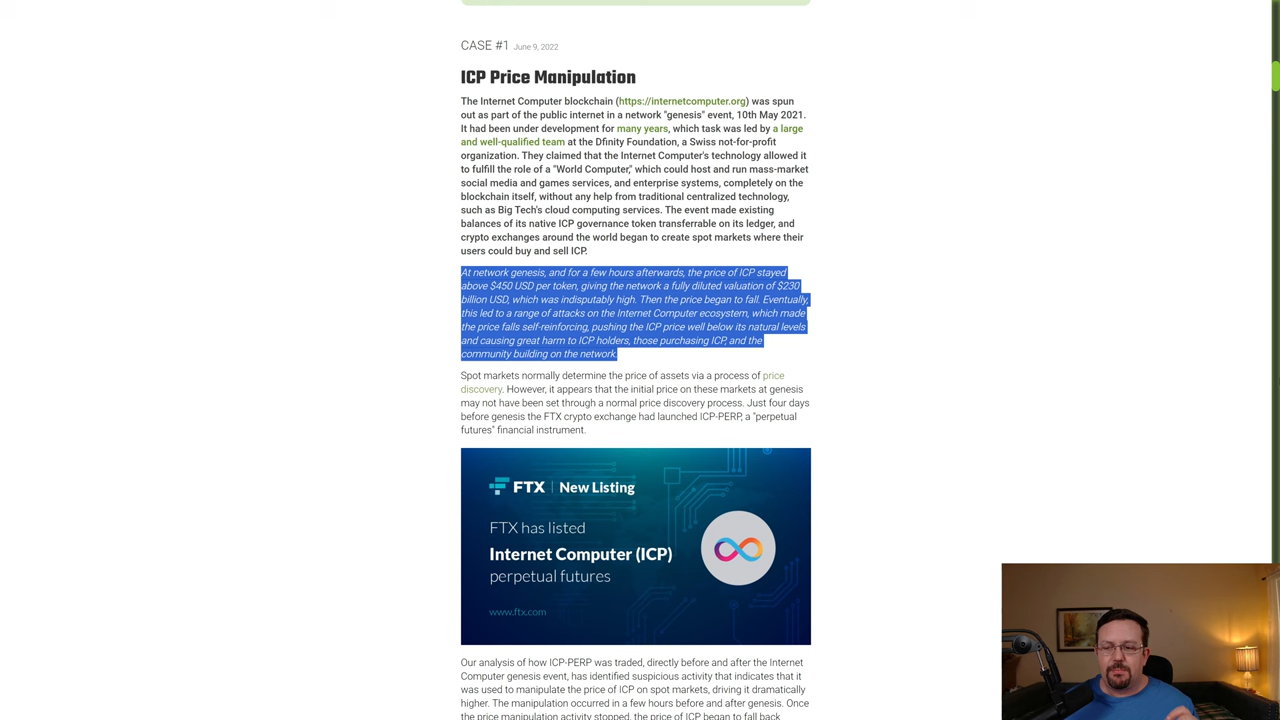 CASE #1 June 9, 2022
ICP Price Manipulation
The Internet Computer blockchain (https://internetcomputer.org) was spun
out as part of the public internet in a network "genesis" event, 10th May 2021.
It had been under development for many years, which task was led by a large
and well-qualified team at the Dfinity Foundation, a Swiss not-for-profit
organization. They claimed that the Internet Computer's technology allowed it
to fulfill the role of a "World Computer," which could host and run mass-market
social media and games services, and enterprise systems, completely on the
blockchain itself, without any help from traditional centralized technology,
such as Big Tech's cloud computing services. The event made existing
balances of its native ICP governance token transferrable on its ledger, and
crypto exchanges around the world began to create spot markets where their
users could buy and sell ICP.
At network genesis, and for a few hours afterwards, the price of ICP stayed
above $450 USD per token, giving the network a fully diluted valuation of $230
billion USD, which was indisputably high. Then the price began to fall. Eventually,
this led to a range of attacks on the Internet Computer ecosystem, which made
the price falls self-reinforcing, pushing the ICP price well below its natural levels
and causing great harm to ICP holders, those purchasing ICP, and the
community building on the network.
Spot markets normally determine the price of assets via a process of price
discovery. However, it appears that the initial price on these markets at genesis
may not have been set through a normal price discovery process. Just four days
before genesis the FTX crypto exchange had launched ICP-PERP, a "perpetual
futures" financial instrument.
FTX | New Listing
FTX has listed
Internet Computer (ICP)
perpetual futures
www.ftx.com
Our analysis of how ICP-PERP was traded, directly before and after the Internet
Computer genesis event, has identified suspicious activity that indicates that it
was used to manipulate the price of ICP on spot markets, driving it dramatically
higher. The manipulation occurred in a few hours before and after genesis. Once
the price manipulation activity stopped, the price of ICP began to fall back